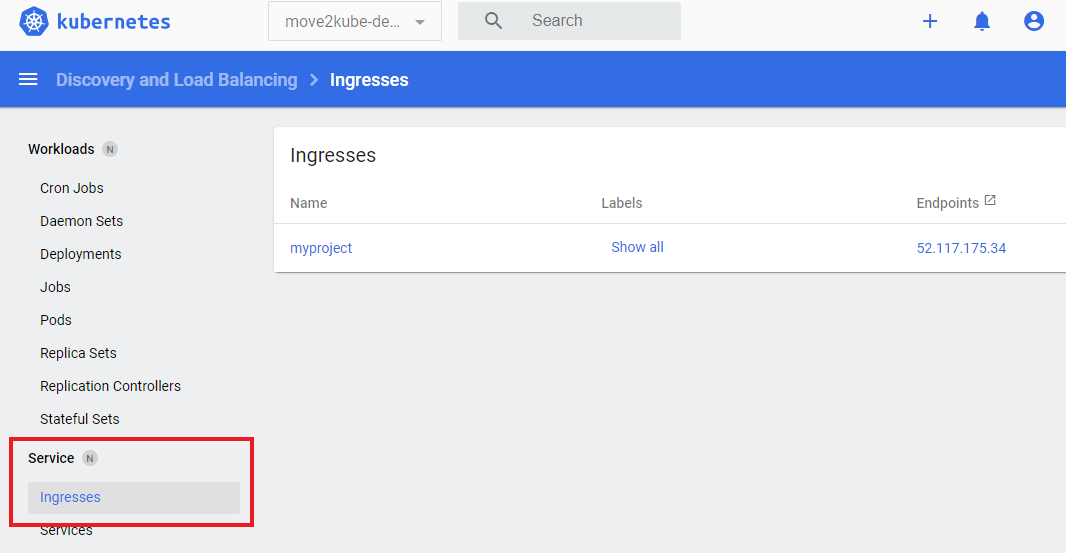 kubernetes
move2kube-de...
Search
Discovery and Load Balancing > Ingresses
Workloads N
Cron Jobs
Daemon Sets
Deployments
Jobs
Pods
Replica Sets
Replication Controllers
Stateful Sets
Service N
Ingresses
Services
Ingresses
Name Labels Endpoints
myproject Show all 52.117.175.34